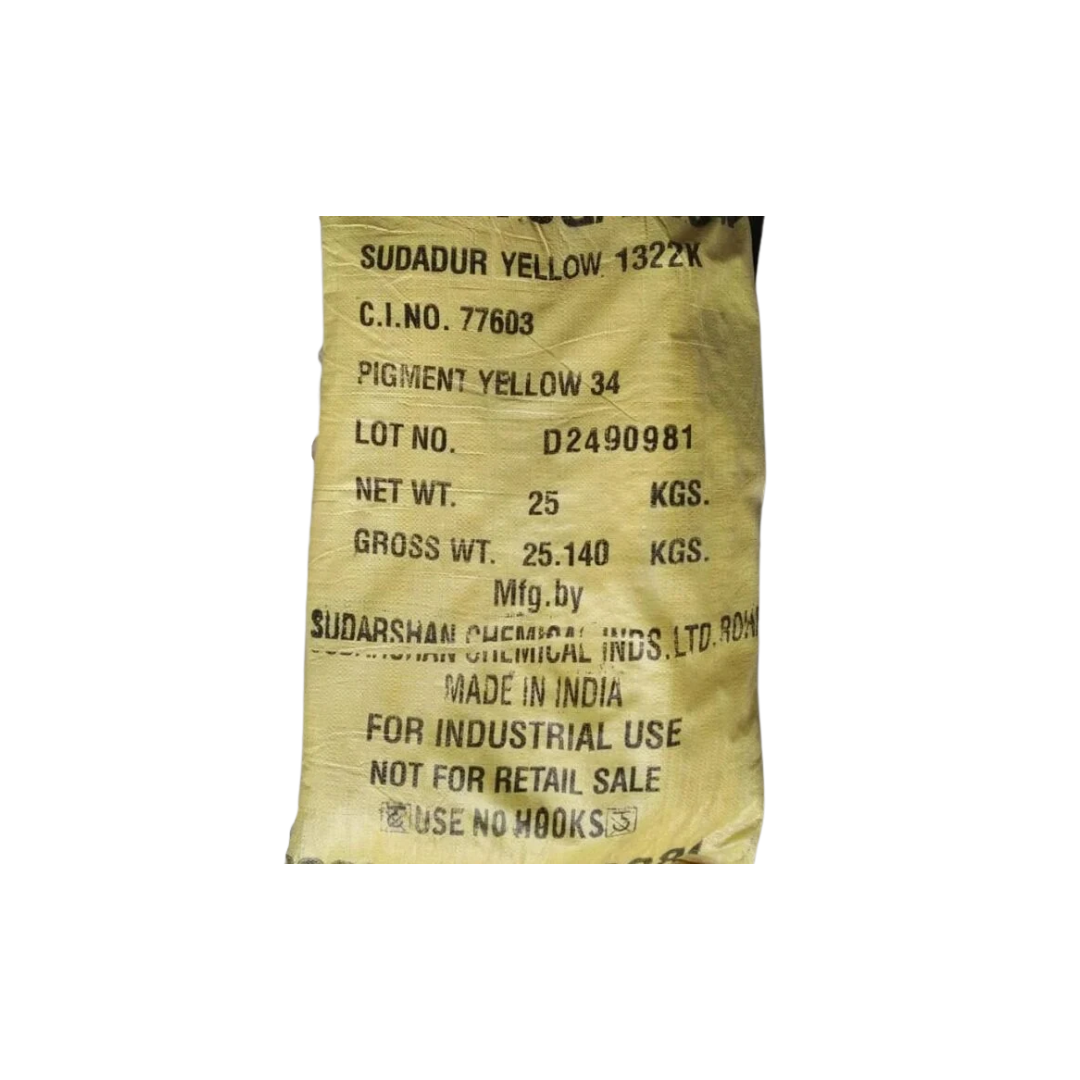 SUDADUR YELLOW. 1322K
C.I.NO. 77603
PIGMENT YELLOW 34
LOT NO. D2490981
NET WT. 25 KGS.
GROSS WT. 25.140 KGS.
Mfg.by
SUDARSHAN CHEMICAL INDS.LTD.
MADE IN INDIA
FOR INDUSTRIAL USE
NOT FOR RETAIL SALE
USE NO HOOKS